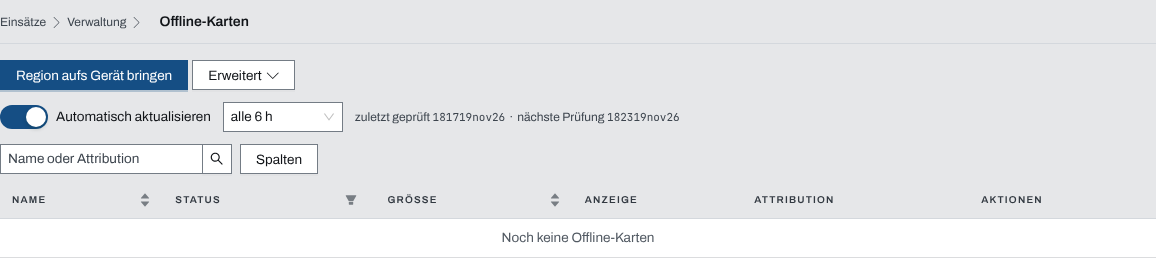 Einsätze > Verwaltung > Offline-Karten
Region aufs Gerät bringen Erweitert
Automatisch aktualisieren alle 6 h zuletzt geprüft 181719nov26 · nächste Prüfung 182319nov26
Name oder Attribution Spalten
NAME STATUS GRÖSSE ANZEIGE ATTRIBUTION AKTIONEN
Noch keine Offline-Karten